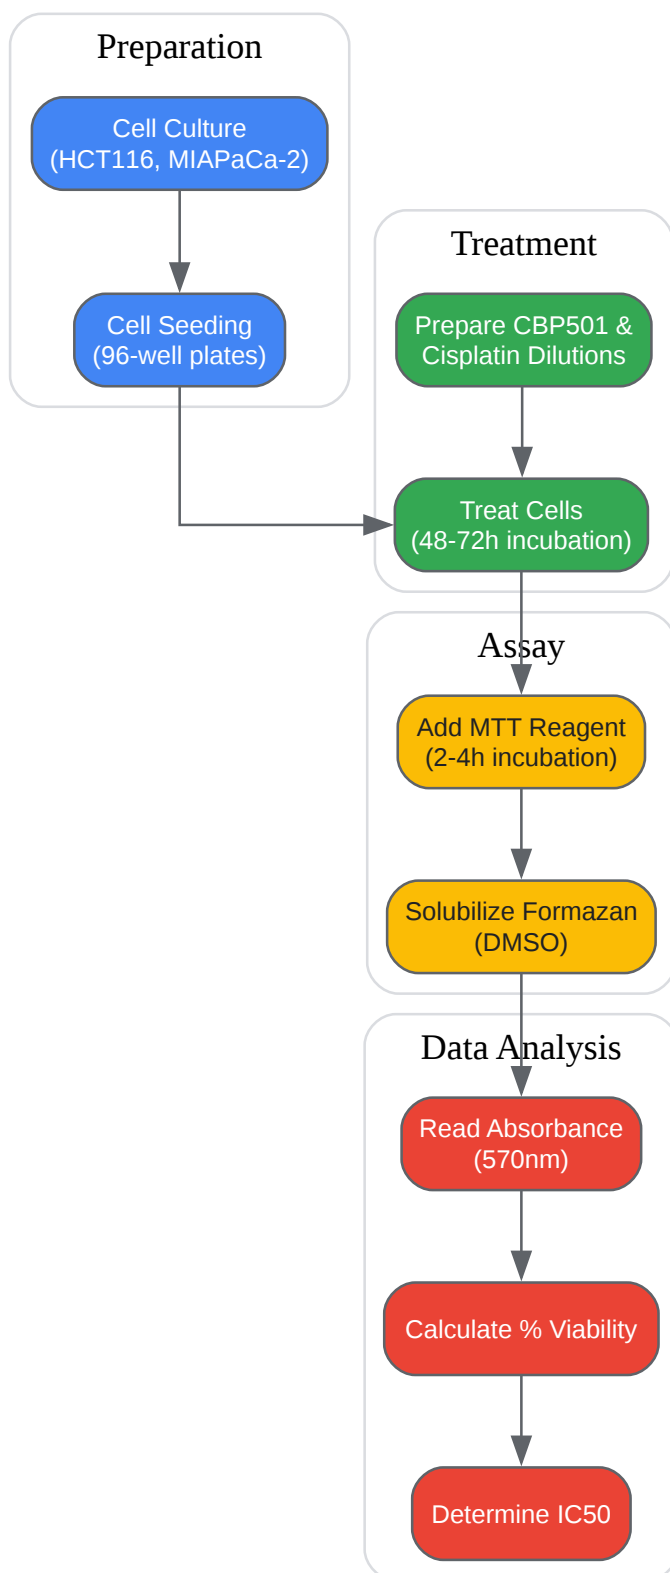 Preparation
Cell Culture
(HCT116, MIAPaCa-2)
Cell Seeding
(96-well plates)
Treatment
Prepare CBP501 &
Cisplatin Dilutions
Treat Cells
(48-72h incubation)
Assay
Add MTT Reagent
(2-4h incubation)
Solubilize Formazan
(DMSO)
Data Analysis
Read Absorbance
(570nm)
Calculate % Viability
Determine IC50